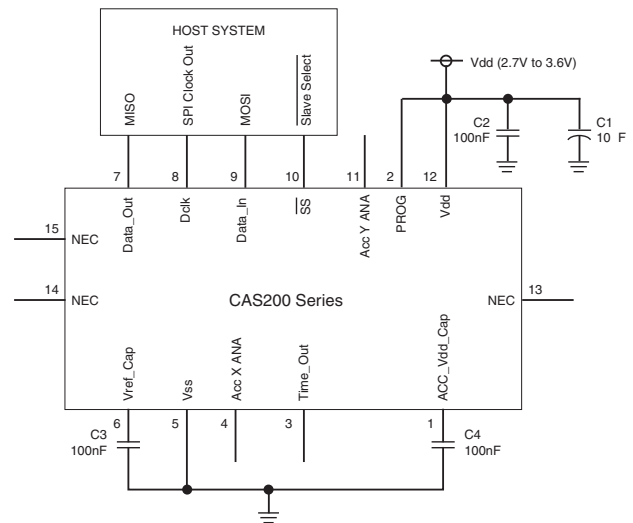 HOST SYSTEM
MISO
SPI Clock Out
MOSI
Slave Select
Vdd (2.7V to 3.6V)
C2
100nF
C1
10 F
7
8
9
10
11
2
12
Data_Out
Dclk
Data_In
SS
Acc Y ANA
PROG
Vdd
15
NEC
14
NEC
CAS200 Series
NEC
13
Vref_Cap
Vss
Acc X ANA
Time_Out
ACC_Vdd_Cap
6
5
4
3
1
C3
100nF
C4
100nF